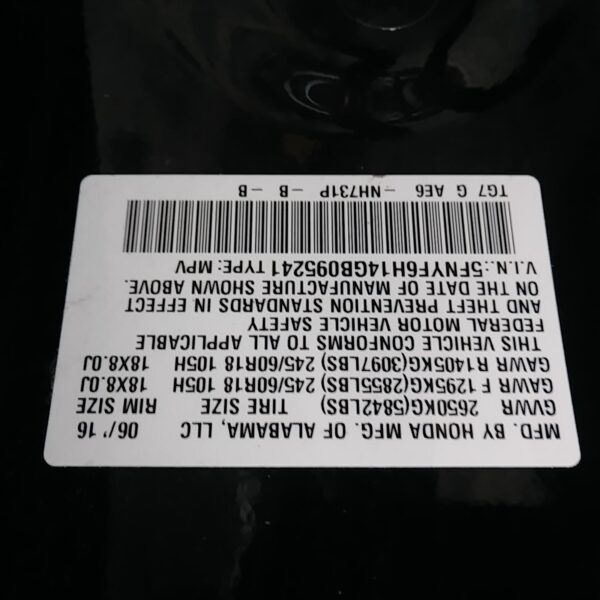 MFD. BY HONDA MFG. OF ALABAMA, LLC 06/'16
GVWR 2650KG(5842LBS) TIRE SIZE RIM SIZE
GAWR F 1295KG(2855LBS) 245/60R18 105H 18X8.0J
GAWR R1405KG(3097LBS) 245/60R18 105H 18X8.0J
THIS VEHICLE CONFORMS TO ALL APPLICABLE
FEDERAL MOTOR VEHICLE SAFETY
AND THEFT PREVENTION STANDARDS IN EFFECT
ON THE DATE OF MANUFACTURE SHOWN ABOVE.
V.I.N.:5FNYF6H14GB095241 TYPE: MPV
TG7 G AE6 -NH731P -B -B